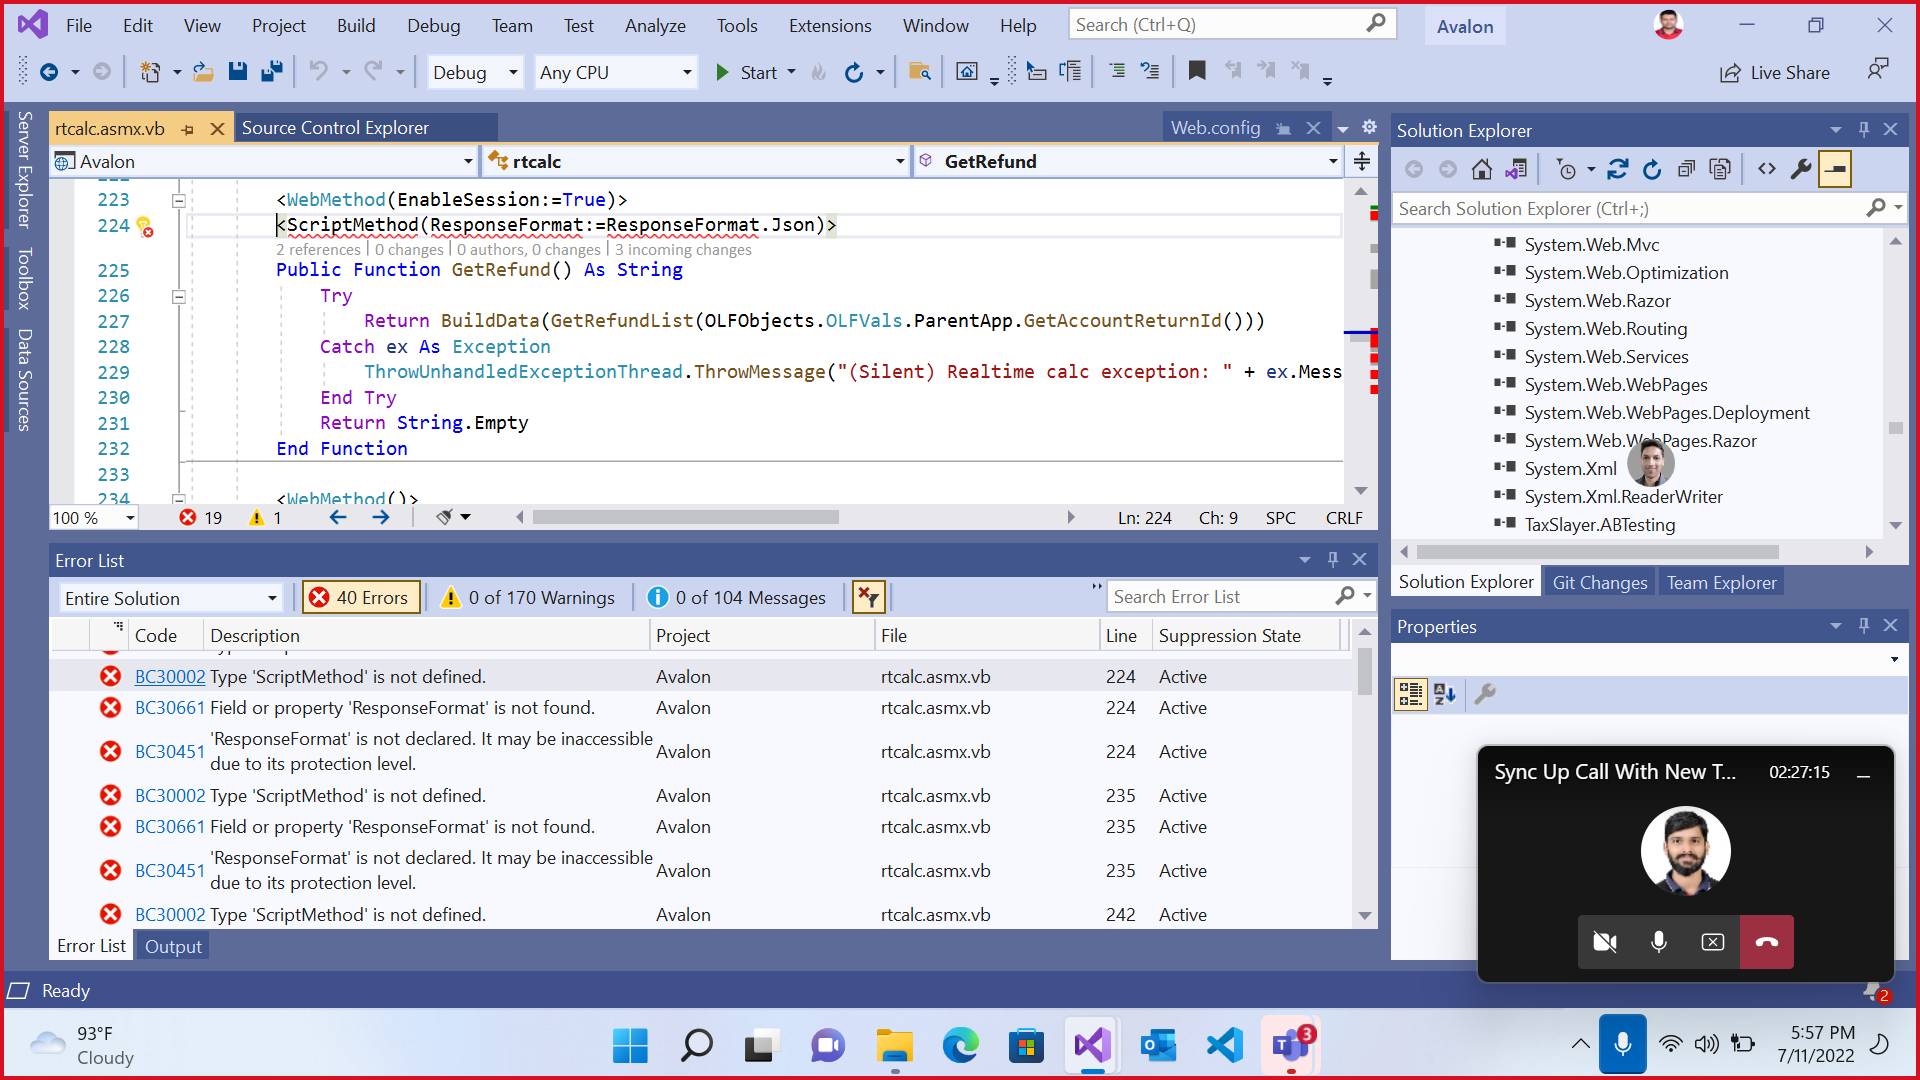 File Edit View Project Build Debug Team Test Analyze Tools Extensions Window Help Search (Ctrl+Q) Avalon
Debug Any CPU Start Live Share
Server Explorer
Toolbox
Data Sources
rtcalc.asmx.vb Source Control Explorer Web.config
Avalon rtcalc GetRefund
223 <WebMethod(EnableSession:=True)>
224 <ScriptMethod(ResponseFormat:=ResponseFormat.Json)>
2 references | 0 changes | 0 authors, 0 changes | 3 incoming changes
225 Public Function GetRefund() As String
226 Try
227 Return BuildData(GetRefundList(OLFObjects.OLFVals.ParentApp.GetAccountReturnId()))
228 Catch ex As Exception
229 ThrowUnhandledExceptionThread.ThrowMessage("(Silent) Realtime calc exception: " + ex.Mess
230 End Try
231 Return String.Empty
232 End Function
233
234 <WebMethod()>
100 % 19 1 Ln: 224 Ch: 9 SPC CRLF
Error List
Entire Solution 40 Errors 0 of 170 Warnings 0 of 104 Messages Search Error List
Code Description Project File Line Suppression State
BC30002 Type 'ScriptMethod' is not defined. Avalon rtcalc.asmx.vb 224 Active
BC30661 Field or property 'ResponseFormat' is not found. Avalon rtcalc.asmx.vb 224 Active
BC30451 'ResponseFormat' is not declared. It may be inaccessible Avalon rtcalc.asmx.vb 224 Active
due to its protection level.
BC30002 Type 'ScriptMethod' is not defined. Avalon rtcalc.asmx.vb 235 Active
BC30661 Field or property 'ResponseFormat' is not found. Avalon rtcalc.asmx.vb 235 Active
BC30451 'ResponseFormat' is not declared. It may be inaccessible Avalon rtcalc.asmx.vb 235 Active
due to its protection level.
BC30002 Type 'ScriptMethod' is not defined. Avalon rtcalc.asmx.vb 242 Active
Error List Output
Solution Explorer
Search Solution Explorer (Ctrl+;)
System.Web.Mvc
System.Web.Optimization
System.Web.Razor
System.Web.Routing
System.Web.Services
System.Web.WebPages
System.Web.WebPages.Deployment
System.Web.WebPages.Razor
System.Xml
System.Xml.ReaderWriter
TaxSlayer.ABTesting
Solution Explorer Git Changes Team Explorer
Properties
Sync Up Call With New T... 02:27:15
Ready 2
93°F
Cloudy
3
5:57 PM
7/11/2022